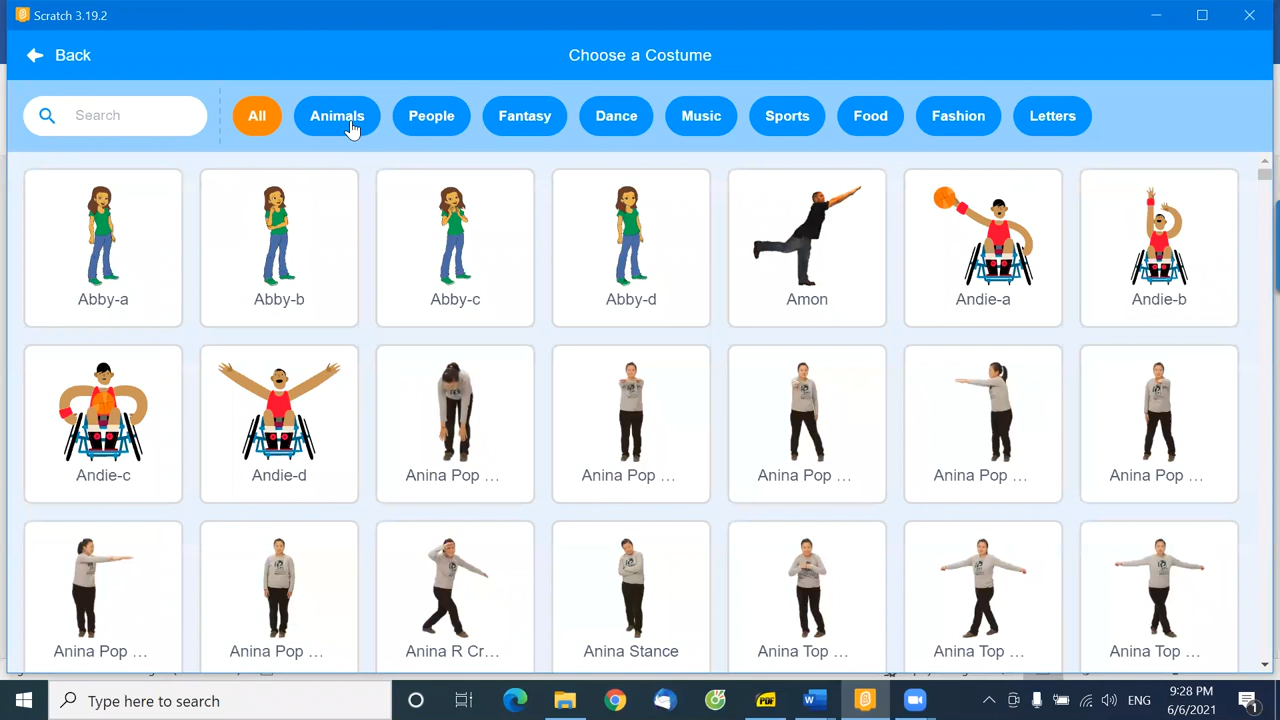 Scratch 3.19.2
Back
Choose a Costume
Search
All
Animals
People
Fantasy
Dance
Music
Sports
Food
Fashion
Letters
Abby-a
Abby-b
Abby-c
Abby-d
Amon
Andie-a
Andie-b
Andie-c
Andie-d
Anina Pop ...
Anina Pop ...
Anina Pop ...
Anina Pop ...
Anina Pop ...
Anina Pop ...
Anina Pop ...
Anina R Cr...
Anina Stance
Anina Top ...
Anina Top ...
Anina Top ...
Type here to search
PDF
ENG
9:28 PM
6/6/2021
1